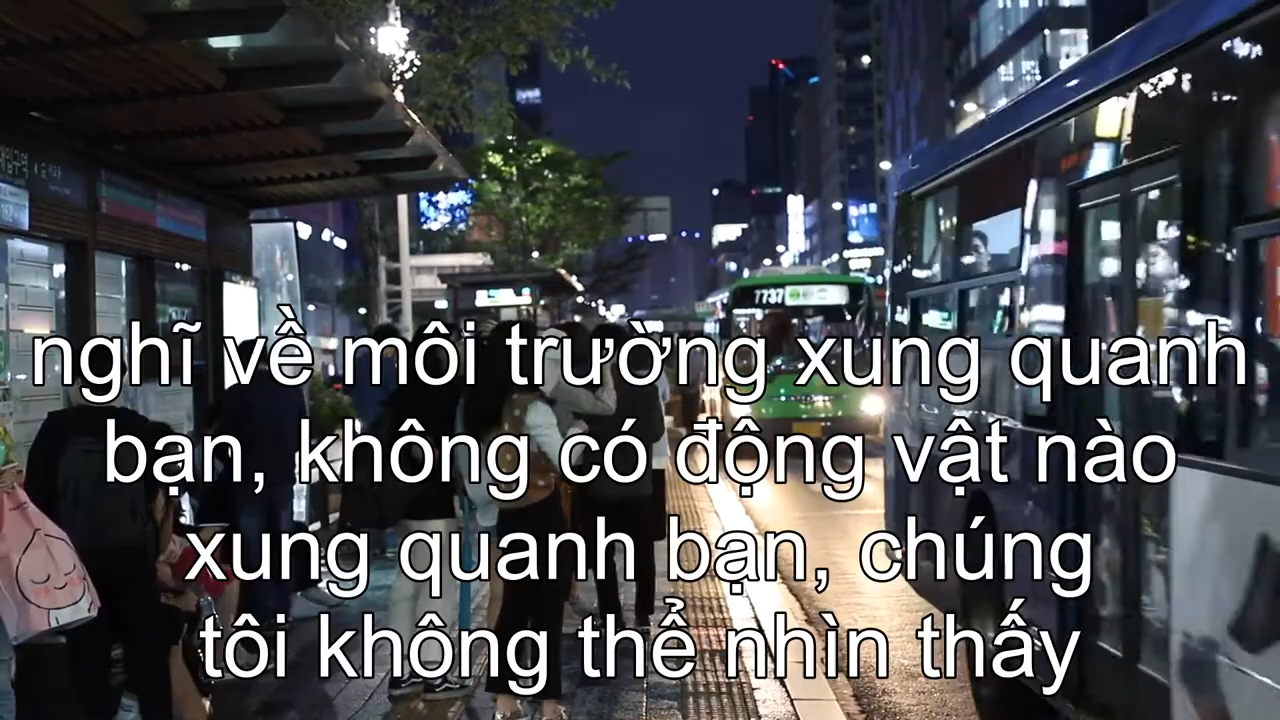 7737
nghĩ về môi trường xung quanh
bạn, không có động vật nào
xung quanh bạn, chúng
tôi không thể nhìn thấy